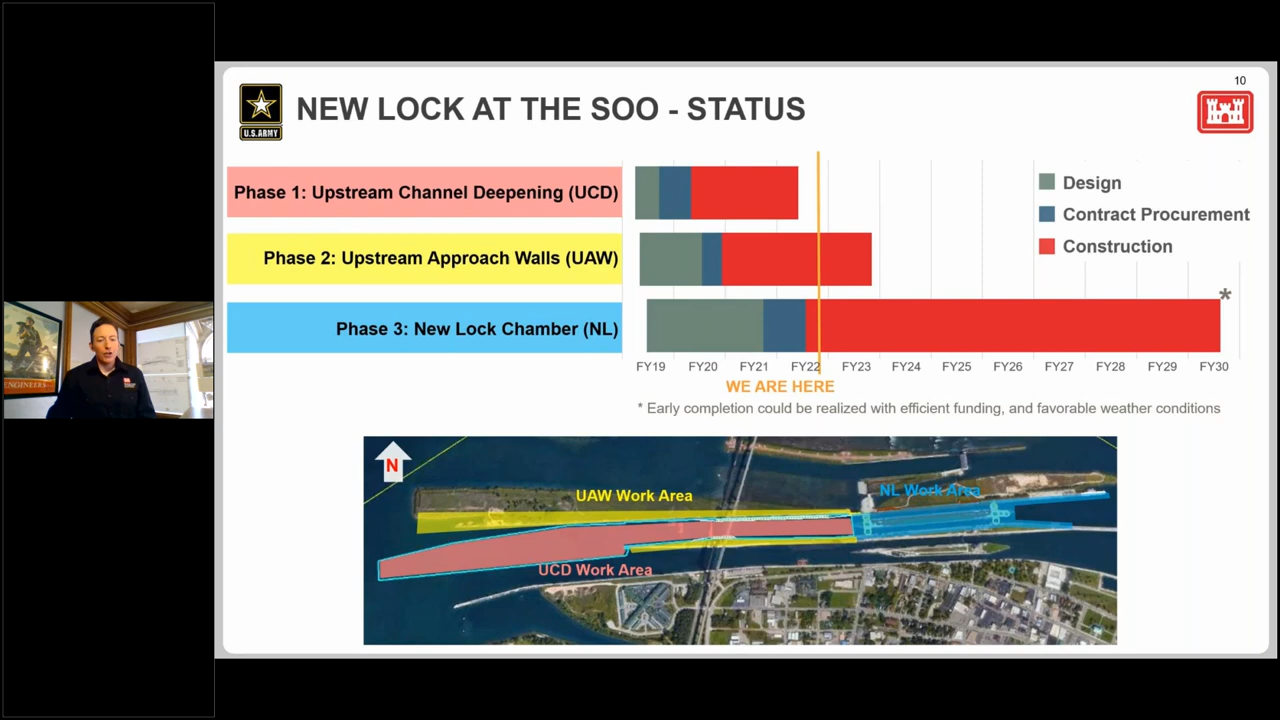 10
U.S.ARMY
NEW LOCK AT THE SOO - STATUS
Phase 1: Upstream Channel Deepening (UCD)
Phase 2: Upstream Approach Walls (UAW)
Phase 3: New Lock Chamber (NL)
Design
Contract Procurement
Construction
*
FY19 FY20 FY21 FY22 FY23 FY24 FY25 FY26 FY27 FY28 FY29 FY30
WE ARE HERE
* Early completion could be realized with efficient funding, and favorable weather conditions
N
UAW Work Area
NL Work Area
UCD Work Area
ENGINEERS